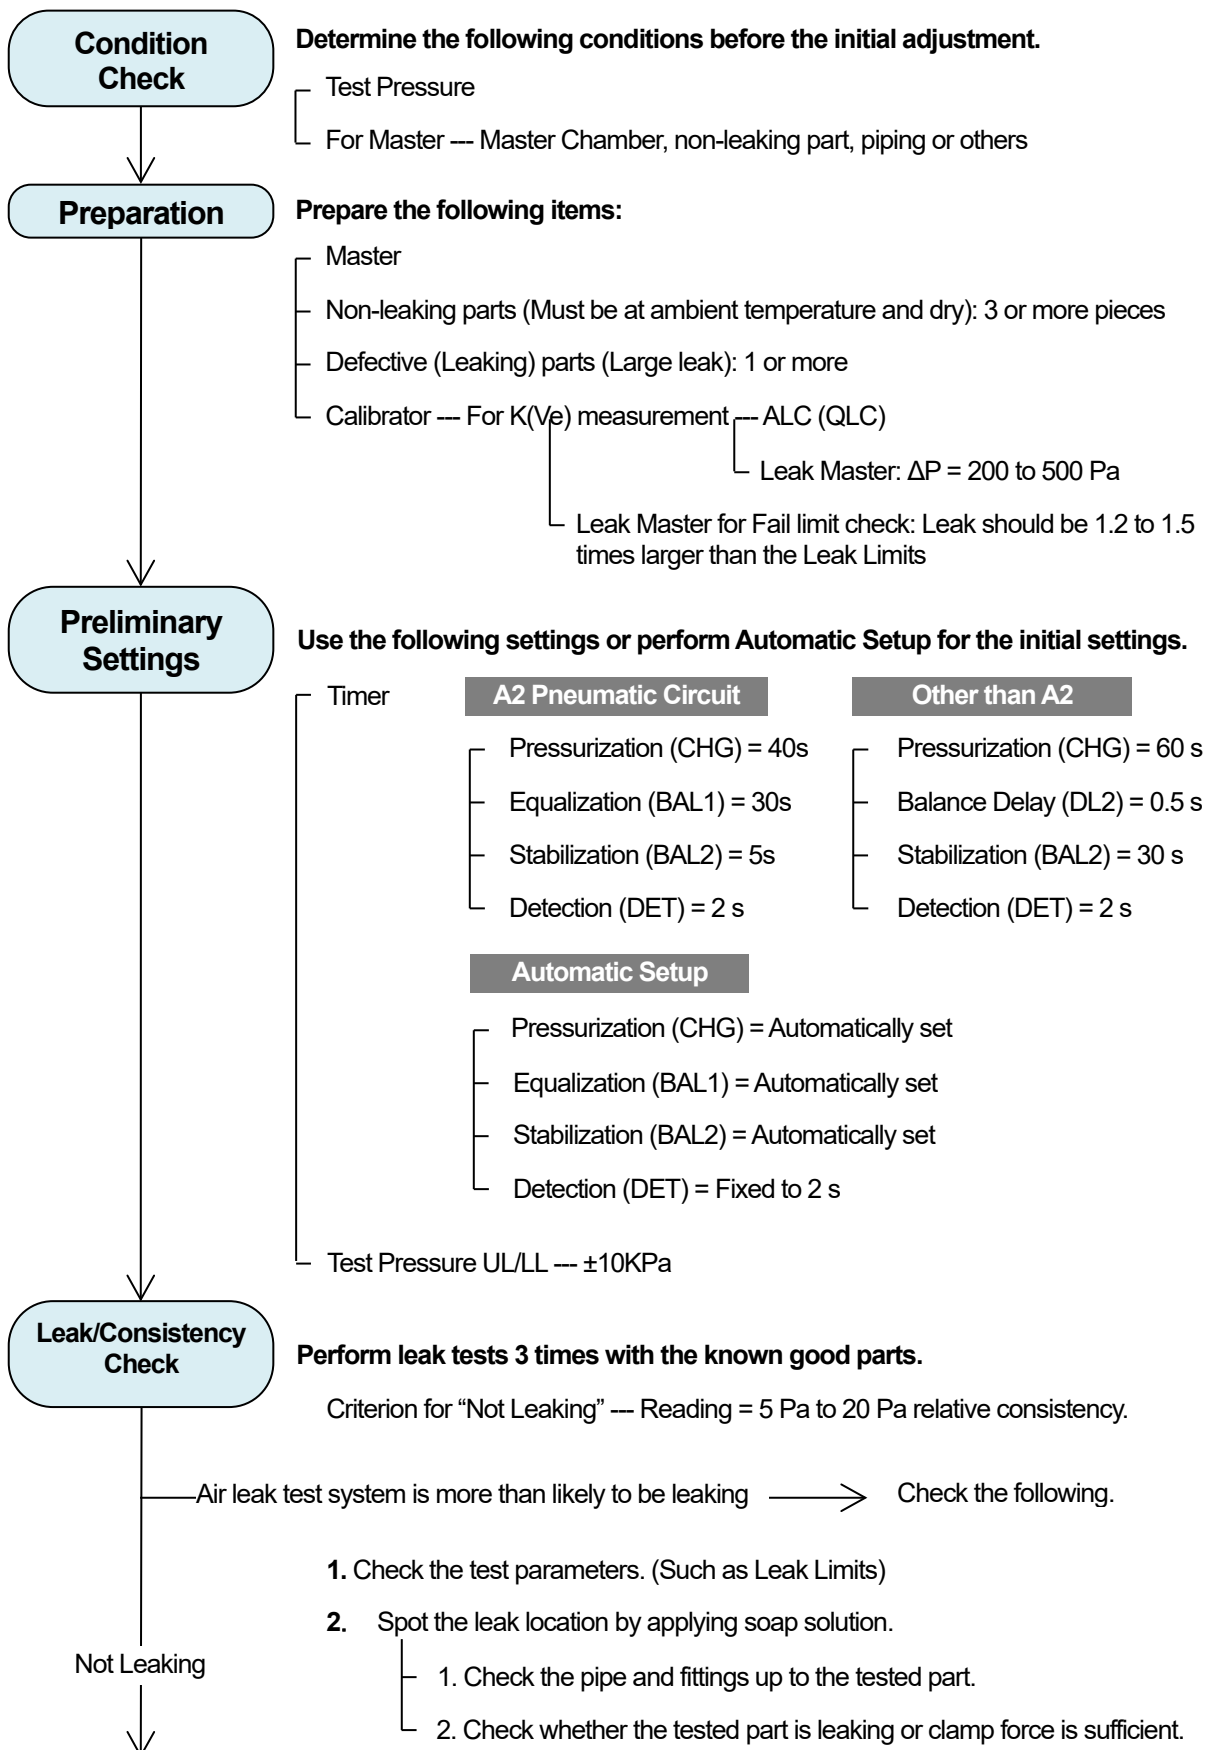 Condition
Check
Determine the following conditions before the initial adjustment.
Test Pressure
For Master --- Master Chamber, non-leaking part, piping or others
Preparation
Prepare the following items:
Master
Non-leaking parts (Must be at ambient temperature and dry): 3 or more pieces
Defective (Leaking) parts (Large leak): 1 or more
Calibrator --- For K(Ve) measurement --- ALC (QLC)
Leak Master: ΔP = 200 to 500 Pa
Leak Master for Fail limit check: Leak should be 1.2 to 1.5
times larger than the Leak Limits
Preliminary
Settings
Use the following settings or perform Automatic Setup for the initial settings.
Timer
A2 Pneumatic Circuit
Pressurization (CHG) = 40s
Equalization (BAL1) = 30s
Stabilization (BAL2) = 5s
Detection (DET) = 2 s
Other than A2
Pressurization (CHG) = 60 s
Balance Delay (DL2) = 0.5 s
Stabilization (BAL2) = 30 s
Detection (DET) = 2 s
Automatic Setup
Pressurization (CHG) = Automatically set
Equalization (BAL1) = Automatically set
Stabilization (BAL2) = Automatically set
Detection (DET) = Fixed to 2 s
Test Pressure UL/LL --- ±10KPa
Leak/Consistency
Check
Perform leak tests 3 times with the known good parts.
Criterion for “Not Leaking” --- Reading = 5 Pa to 20 Pa relative consistency.
Air leak test system is more than likely to be leaking
Check the following.
1. Check the test parameters. (Such as Leak Limits)
2. Spot the leak location by applying soap solution.
1. Check the pipe and fittings up to the tested part.
2. Check whether the tested part is leaking or clamp force is sufficient.
Not Leaking